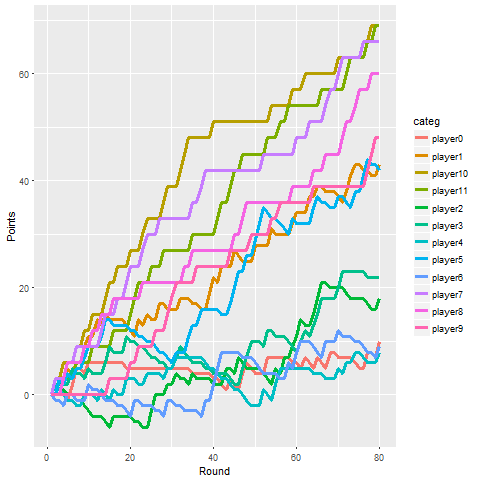 categ
player0
player1
player10
player11
player2
player3
player4
player5
player6
player7
player8
player9
Points
60
40
20
0
0
20
40
60
80
Round